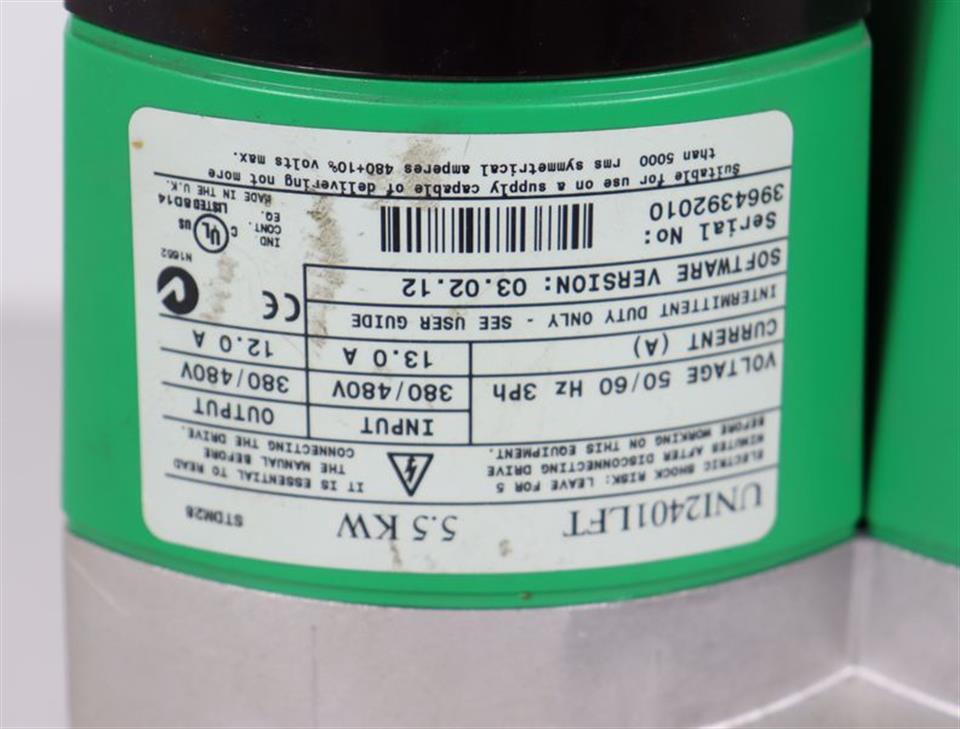 UNI2401LFT 5.5 KW STDM28
ELECTRIC SHOCK RISK: LEAVE FOR 5
MINUTES AFTER DISCONNECTING DRIVE
BEFORE WORKING ON THIS EQUIPMENT.
IT IS ESSENTIAL TO READ
THE MANUAL BEFORE
CONNECTING THE DRIVE.
INPUT OUTPUT
VOLTAGE 50/60 Hz 3Ph 380/480V 380/480V
CURRENT (A) 13.0 A 12.0 A
INTERMITTENT DUTY ONLY - SEE USER GUIDE
SOFTWARE VERSION: 03.02.12
CE
N1652
Serial No:
3964392010
IND.
CONT.
EQ.
C UL US
LISTED 8D14
MADE IN THE U.K.
Suitable for use on a supply capable of delivering not more
than 5000 rms symmetrical amperes 480+10% volts max.